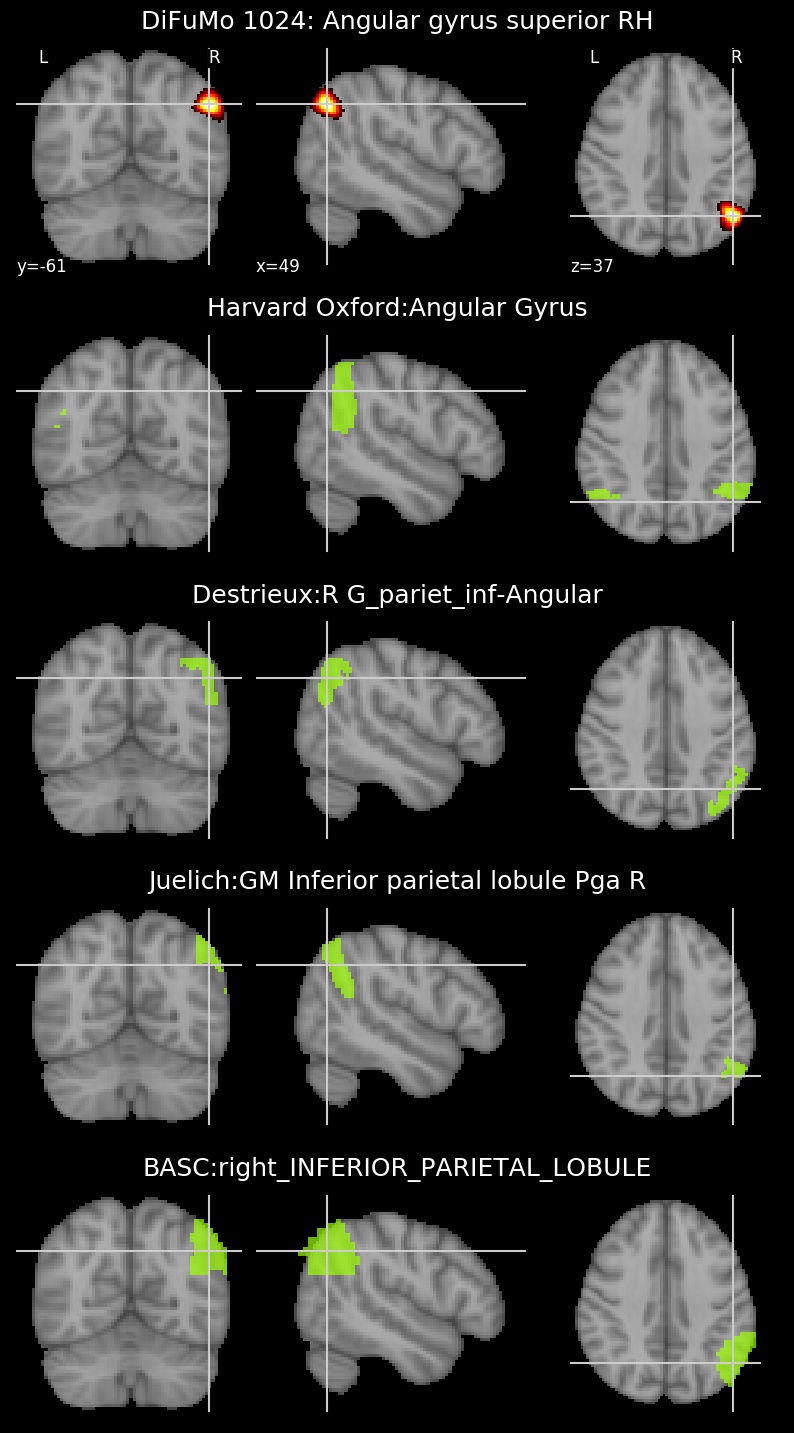 DiFuMo 1024: Angular gyrus superior RH
L R L R
y=-61 x=49 z=37
Harvard Oxford:Angular Gyrus
Destrieux:R G_pariet_inf-Angular
Juelich:GM Inferior parietal lobule Pga R
BASC:right_INFERIOR_PARIETAL_LOBULE